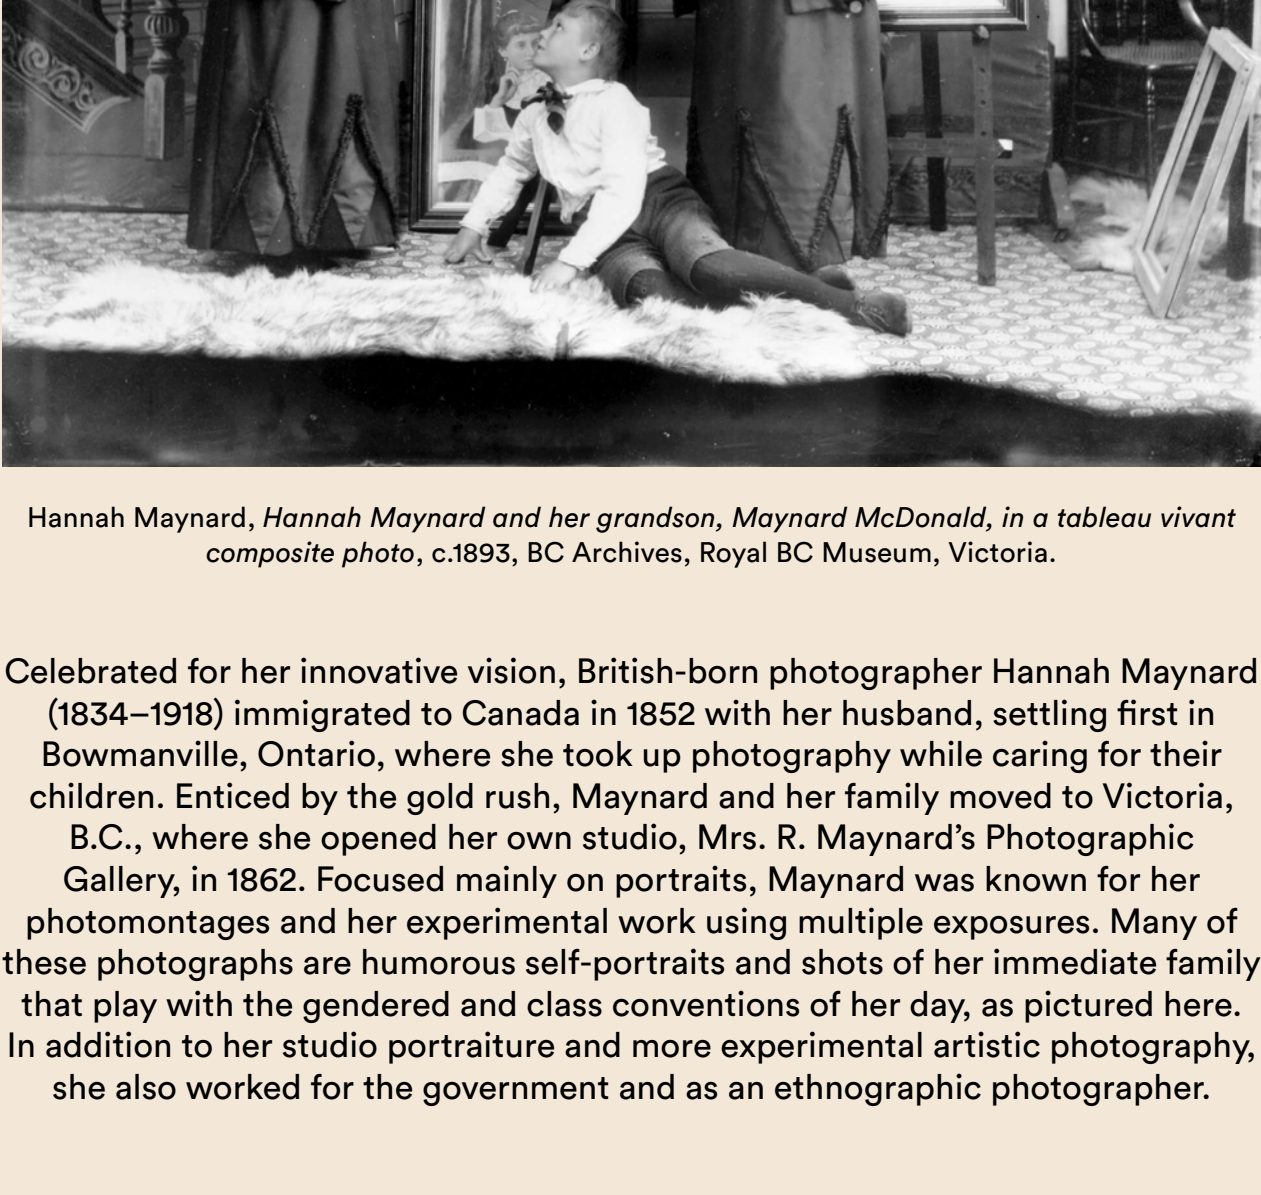 Hannah Maynard, Hannah Maynard and her grandson, Maynard McDonald, in a tableau vivant
composite photo, c.1893, BC Archives, Royal BC Museum, Victoria.
Celebrated for her innovative vision, British-born photographer Hannah Maynard
(1834–1918) immigrated to Canada in 1852 with her husband, settling first in
Bowmanville, Ontario, where she took up photography while caring for their
children. Enticed by the gold rush, Maynard and her family moved to Victoria,
B.C., where she opened her own studio, Mrs. R. Maynard’s Photographic
Gallery, in 1862. Focused mainly on portraits, Maynard was known for her
photomontages and her experimental work using multiple exposures. Many of
these photographs are humorous self-portraits and shots of her immediate family
that play with the gendered and class conventions of her day, as pictured here.
In addition to her studio portraiture and more experimental artistic photography,
she also worked for the government and as an ethnographic photographer.